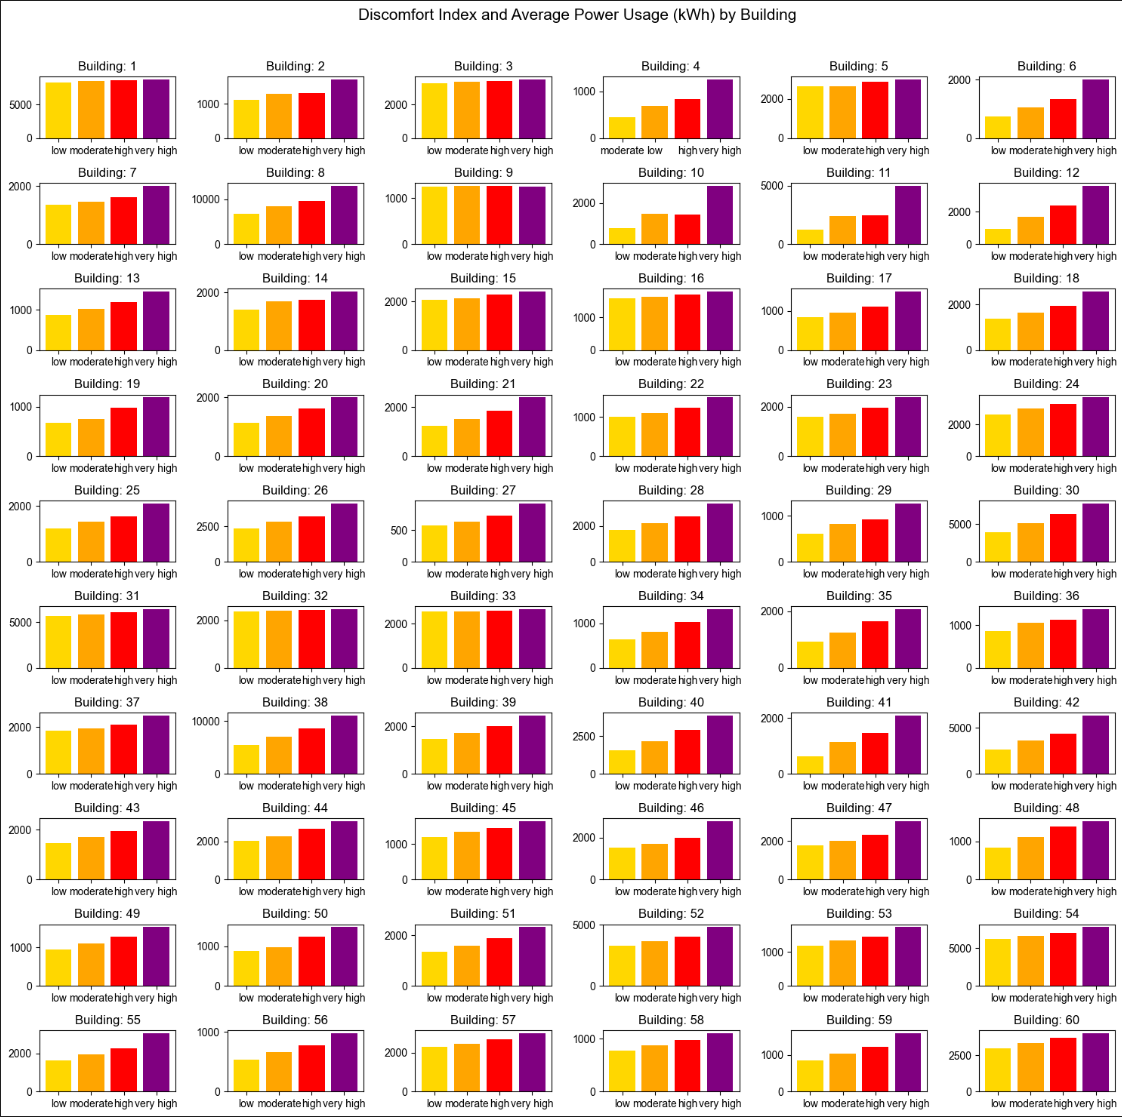 Discomfort Index and Average Power Usage (kWh) by Building
Building: 1 Building: 2 Building: 3 Building: 4 Building: 5 Building: 6
5000 1000 2000 1000 2000 2000
0 0 0 0 0 0
low moderate high very high low moderate high very high low moderate high very high moderate low high very high low moderate high very high low moderate high very high
Building: 7 Building: 8 Building: 9 Building: 10 Building: 11 Building: 12
2000 10000 1000 2000 5000 2000
0 0 0 0 0 0
low moderate high very high low moderate high very high low moderate high very high low moderate high very high low moderate high very high low moderate high very high
Building: 13 Building: 14 Building: 15 Building: 16 Building: 17 Building: 18
1000 2000 2000 1000 1000 2000
0 0 0 0 0 0
low moderate high very high low moderate high very high low moderate high very high low moderate high very high low moderate high very high low moderate high very high
Building: 19 Building: 20 Building: 21 Building: 22 Building: 23 Building: 24
1000 2000 2000 1000 2000 2000
0 0 0 0 0 0
low moderate high very high low moderate high very high low moderate high very high low moderate high very high low moderate high very high low moderate high very high
Building: 25 Building: 26 Building: 27 Building: 28 Building: 29 Building: 30
2000 2500 500 2000 1000 5000
0 0 0 0 0 0
low moderate high very high low moderate high very high low moderate high very high low moderate high very high low moderate high very high low moderate high very high
Building: 31 Building: 32 Building: 33 Building: 34 Building: 35 Building: 36
5000 2000 2000 1000 2000 1000
0 0 0 0 0 0
low moderate high very high low moderate high very high low moderate high very high low moderate high very high low moderate high very high low moderate high very high
Building: 37 Building: 38 Building: 39 Building: 40 Building: 41 Building: 42
2000 10000 2000 2500 2000 5000
0 0 0 0 0 0
low moderate high very high low moderate high very high low moderate high very high low moderate high very high low moderate high very high low moderate high very high
Building: 43 Building: 44 Building: 45 Building: 46 Building: 47 Building: 48
2000 2000 1000 2000 2000 1000
0 0 0 0 0 0
low moderate high very high low moderate high very high low moderate high very high low moderate high very high low moderate high very high low moderate high very high
Building: 49 Building: 50 Building: 51 Building: 52 Building: 53 Building: 54
1000 1000 2000 5000 1000 5000
0 0 0 0 0 0
low moderate high very high low moderate high very high low moderate high very high low moderate high very high low moderate high very high low moderate high very high
Building: 55 Building: 56 Building: 57 Building: 58 Building: 59 Building: 60
2000 1000 2000 1000 1000 2500
0 0 0 0 0 0
low moderate high very high low moderate high very high low moderate high very high low moderate high very high low moderate high very high low moderate high very high